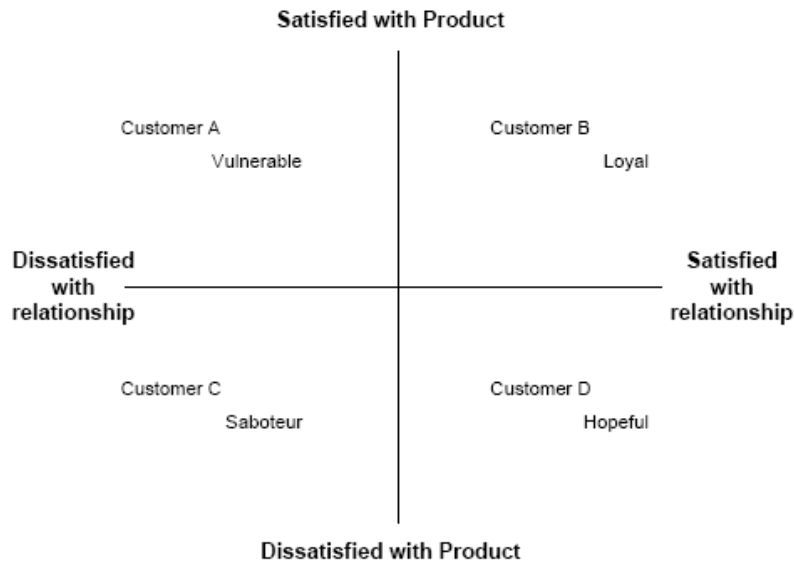 Satisfied with Product
Customer A
Vulnerable
Customer B
Loyal
Dissatisfied
with
relationship
Satisfied
with
relationship
Customer C
Saboteur
Customer D
Hopeful
Dissatisfied with Product